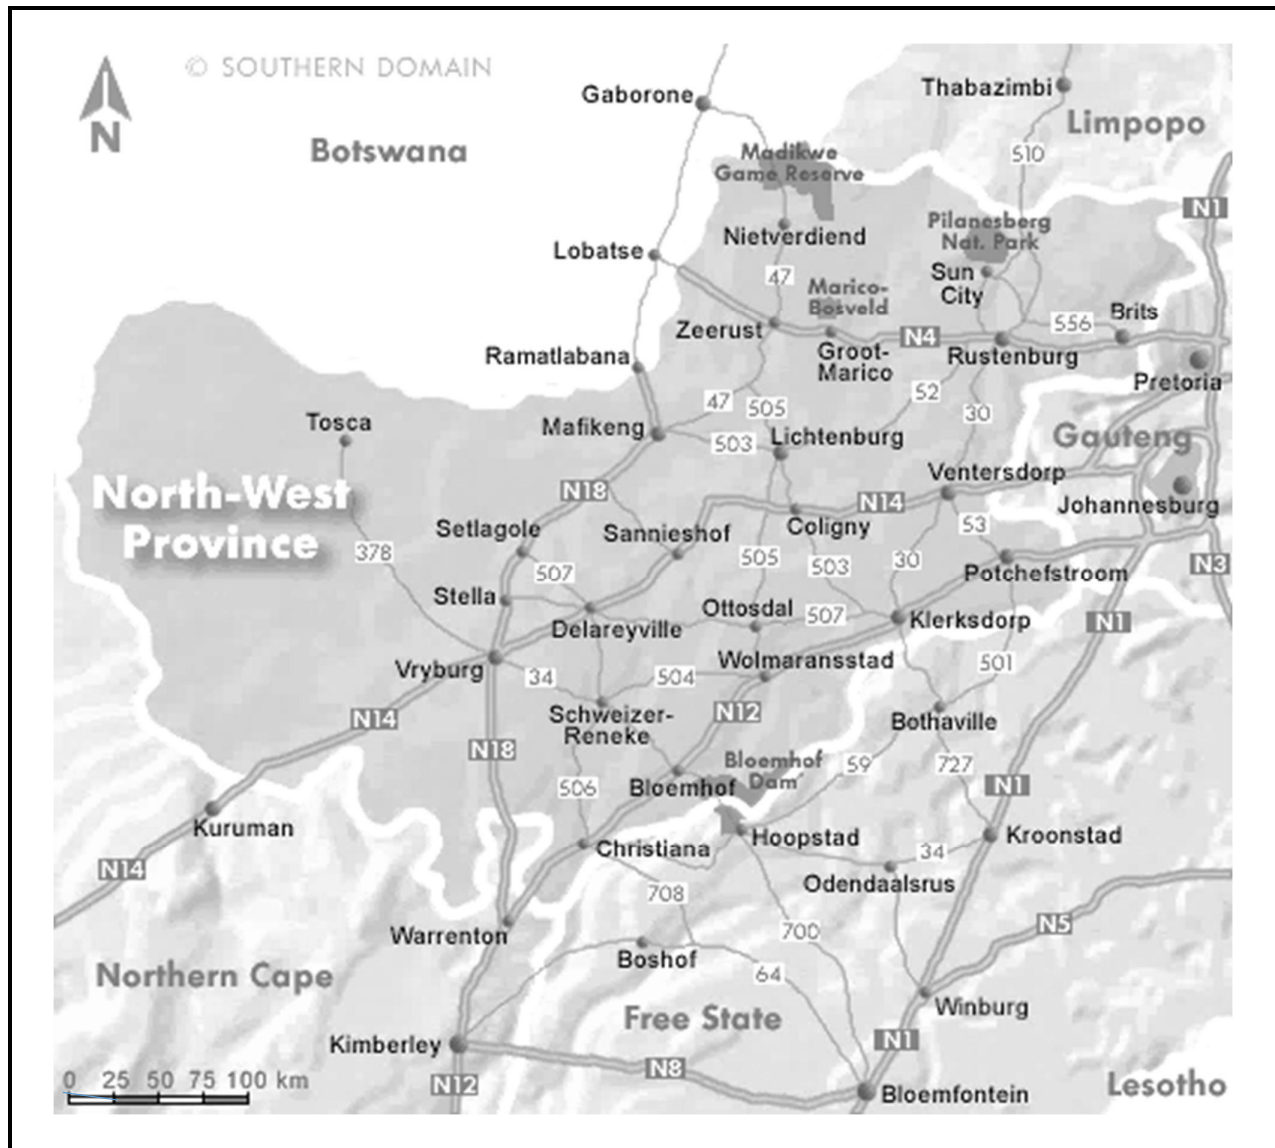 © SOUTHERN DOMAIN
N
Botswana
Gaborone
Thabazimbi
Limpopo
510
Madikwe
Game Reserve
N1
Pilanesberg
Nat. Park
Nietverdiend
Lobatse
47
Sun
City
Marico-
Bosveld
Brits
Zeerust
556
N4
Groot-
Marico
Rustenburg
Ramatlabana
Pretoria
52
47
505
30
Tosca
Mafikeng
503
Lichtenburg
Gauteng
Ventersdorp
North-West
Province
N18
N14
Johannesburg
Setlagole
Sannieshof
Coligny
53
378
507
505
503
30
Potchefstroom
N3
Stella
Ottosdal
507
Delareyville
Klerksdorp
N1
Vryburg
34
504
Wolmaransstad
501
N14
Schweizer-
Reneke
N12
Bothaville
N18
Bloemhof
Dam
59
727
506
Bloemhof
N1
Kuruman
Christiana
Hoopstad
Kroonstad
34
N14
708
Odendaalsrus
Warrenton
700
N5
Northern Cape
Boshof
64
Free State
Winburg
Kimberley
N1
N8
0 25 50 75 100 km
N12
Bloemfontein
Lesotho